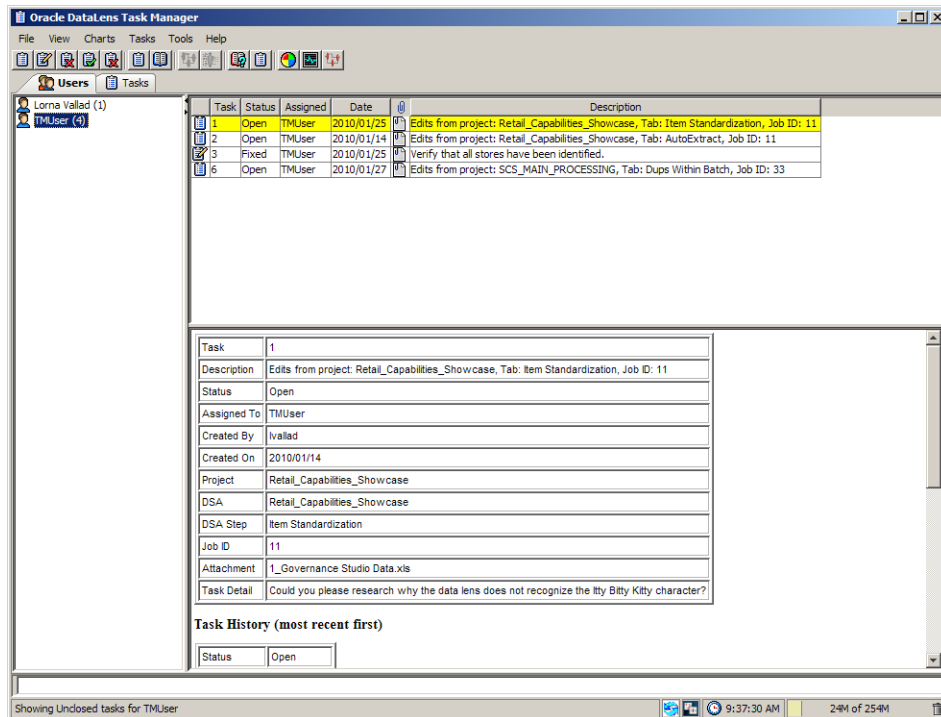 Oracle DataLens Task Manager
File View Charts Tasks Tools Help
Users Tasks
Lorna Vallad (1)
TMUser (4)
Task Status Assigned Date Description
1 Open TMUser 2010/01/25 Edits from project: Retail_Capabilities_Showcase, Tab: Item Standardization, Job ID: 11
2 Open TMUser 2010/01/14 Edits from project: Retail_Capabilities_Showcase, Tab: AutoExtract, Job ID: 11
3 Fixed TMUser 2010/01/25 Verify that all stores have been identified.
6 Open TMUser 2010/01/27 Edits from project: SCS_MAIN_PROCESSING, Tab: Dups Within Batch, Job ID: 33
Task 1
Description Edits from project: Retail_Capabilities_Showcase, Tab: Item Standardization, Job ID: 11
Status Open
Assigned To TMUser
Created By lvallad
Created On 2010/01/14
Project Retail_Capabilities_Showcase
DSA Retail_Capabilities_Showcase
DSA Step Item Standardization
Job ID 11
Attachment 1_Governance Studio Data.xls
Task Detail Could you please research why the data lens does not recognize the Itty Bitty Kitty character?
Task History (most recent first)
Status Open
Showing Unclosed tasks for TMUser 9:37:30 AM 24M of 254M